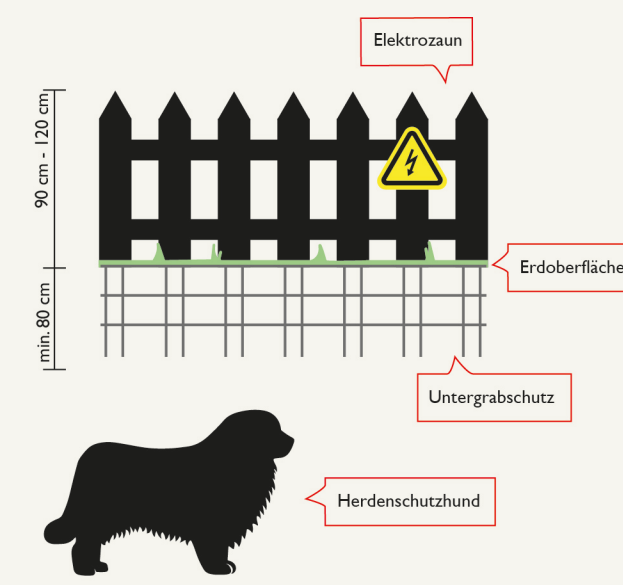 Elektrozaun
90 cm - 120 cm
Erdoberfläche
min. 80 cm
Untergrabschutz
Herdenschutzhund